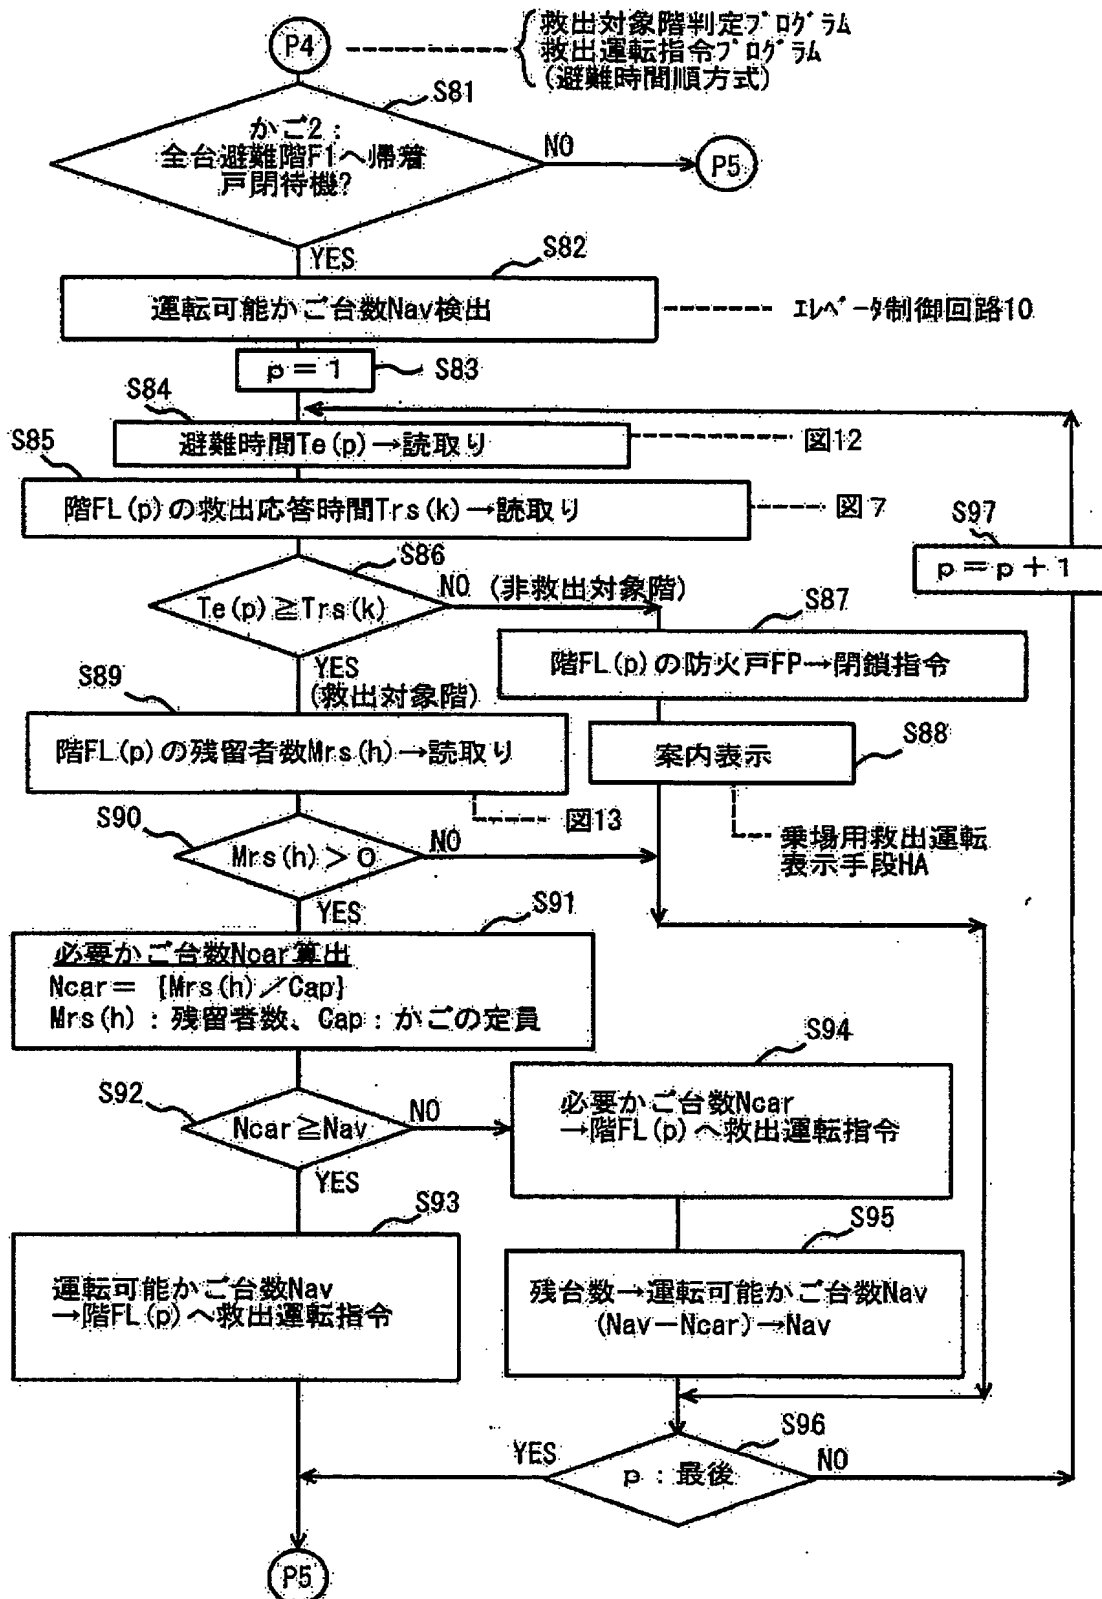 P4
救出対象階判定プログラム
救出運転指令プログラム
(避難時間順方式)
S81
かご2:
全台避難階F1へ帰着
戸閉待機?
NO
P5
YES
S82
運転可能かご台数Nav検出
エレベータ制御回路10
p=1
S83
S84
避難時間Te(p)→読取り
図12
S85
階FL(p)の救出応答時間Trs(k)→読取り
図7
S97
p=p+1
S86
Te(p)≧Trs(k)
NO (非救出対象階)
S87
階FL(p)の防火戸FP→閉鎖指令
YES
(救出対象階)
S89
階FL(p)の残留者数Mrs(h)→読取り
図13
S88
案内表示
乗場用救出運転
表示手段HA
S90
Mrs(h)>0
NO
YES
S91
必要かご台数Ncar算出
Ncar= [Mrs(h)/Cap]
Mrs(h):残留者数、Cap:かごの定員
S92
Ncar≧Nav
NO
S94
必要かご台数Ncar
→階FL(p)へ救出運転指令
YES
S93
運転可能かご台数Nav
→階FL(p)へ救出運転指令
S95
残台数→運転可能かご台数Nav
(Nav-Ncar)→Nav
S96
YES
p:最後
NO
P5